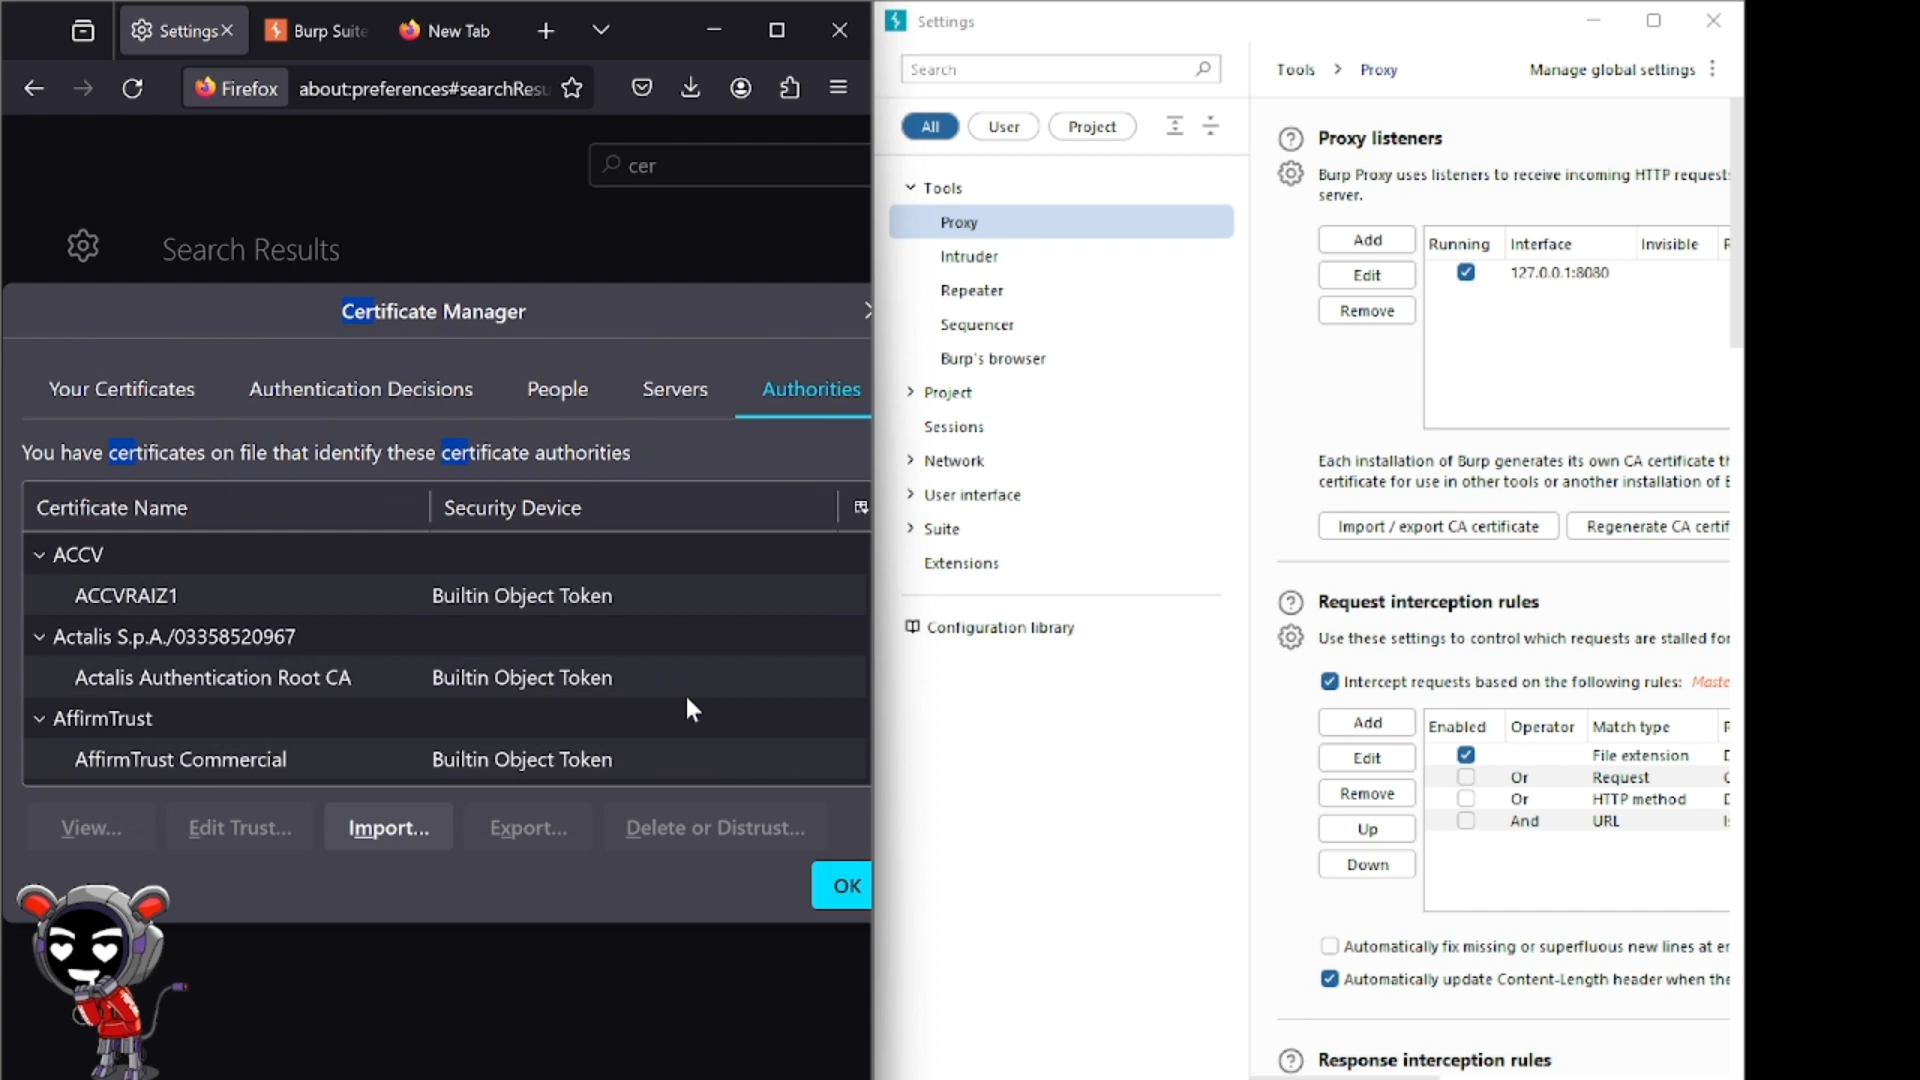 Settings
Burp Suite
New Tab
Firefox
about:preferences#searchResu
cer
Search Results
Certificate Manager
Your Certificates
Authentication Decisions
People
Servers
Authorities
You have certificates on file that identify these certificate authorities
Certificate Name
Security Device
ACCV
ACCVRAIZ1
Builtin Object Token
Actalis S.p.A./03358520967
Actalis Authentication Root CA
Builtin Object Token
AffirmTrust
AffirmTrust Commercial
Builtin Object Token
View...
Edit Trust...
Import...
Export...
Delete or Distrust...
OK
Settings
Search
All
User
Project
Tools
Proxy
Intruder
Repeater
Sequencer
Burp's browser
Project
Sessions
Network
User interface
Suite
Extensions
Configuration library
Tools > Proxy
Manage global settings
Proxy listeners
Burp Proxy uses listeners to receive incoming HTTP requests
server.
Add
Edit
Remove
Running
Interface
Invisible
127.0.0.1:8080
Each installation of Burp generates its own CA certificate th
certificate for use in other tools or another installation of B
Import / export CA certificate
Regenerate CA certif
Request interception rules
Use these settings to control which requests are stalled for
Intercept requests based on the following rules: Maste
Add
Edit
Remove
Up
Down
Enabled
Operator
Match type
File extension
Or
Request
Or
HTTP method
And
URL
Automatically fix missing or superfluous new lines at en
Automatically update Content-Length header when the
Response interception rules